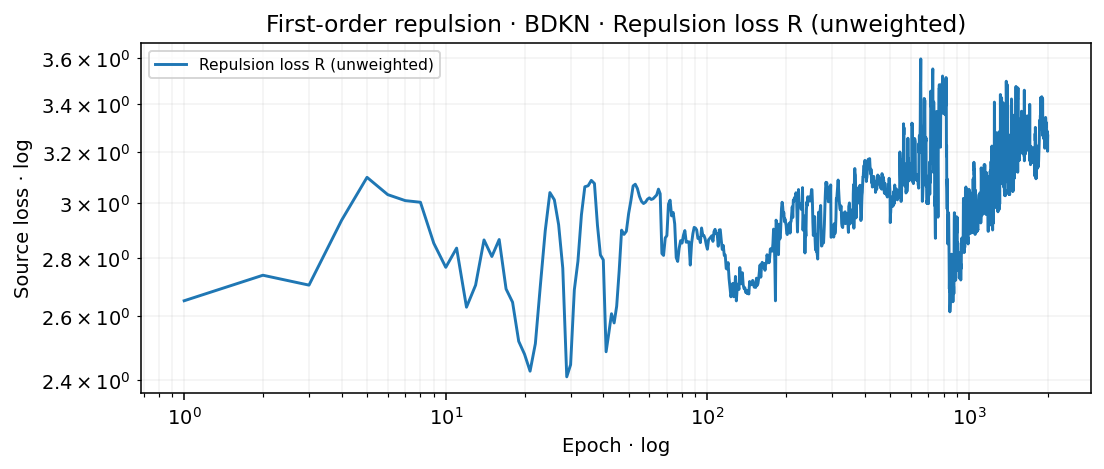 First-order repulsion · BDKN · Repulsion loss R (unweighted)
Repulsion loss R (unweighted)
Source loss · log
3.6 × 10⁰
3.4 × 10⁰
3.2 × 10⁰
3 × 10⁰
2.8 × 10⁰
2.6 × 10⁰
2.4 × 10⁰
10⁰ 10¹ 10² 10³
Epoch · log